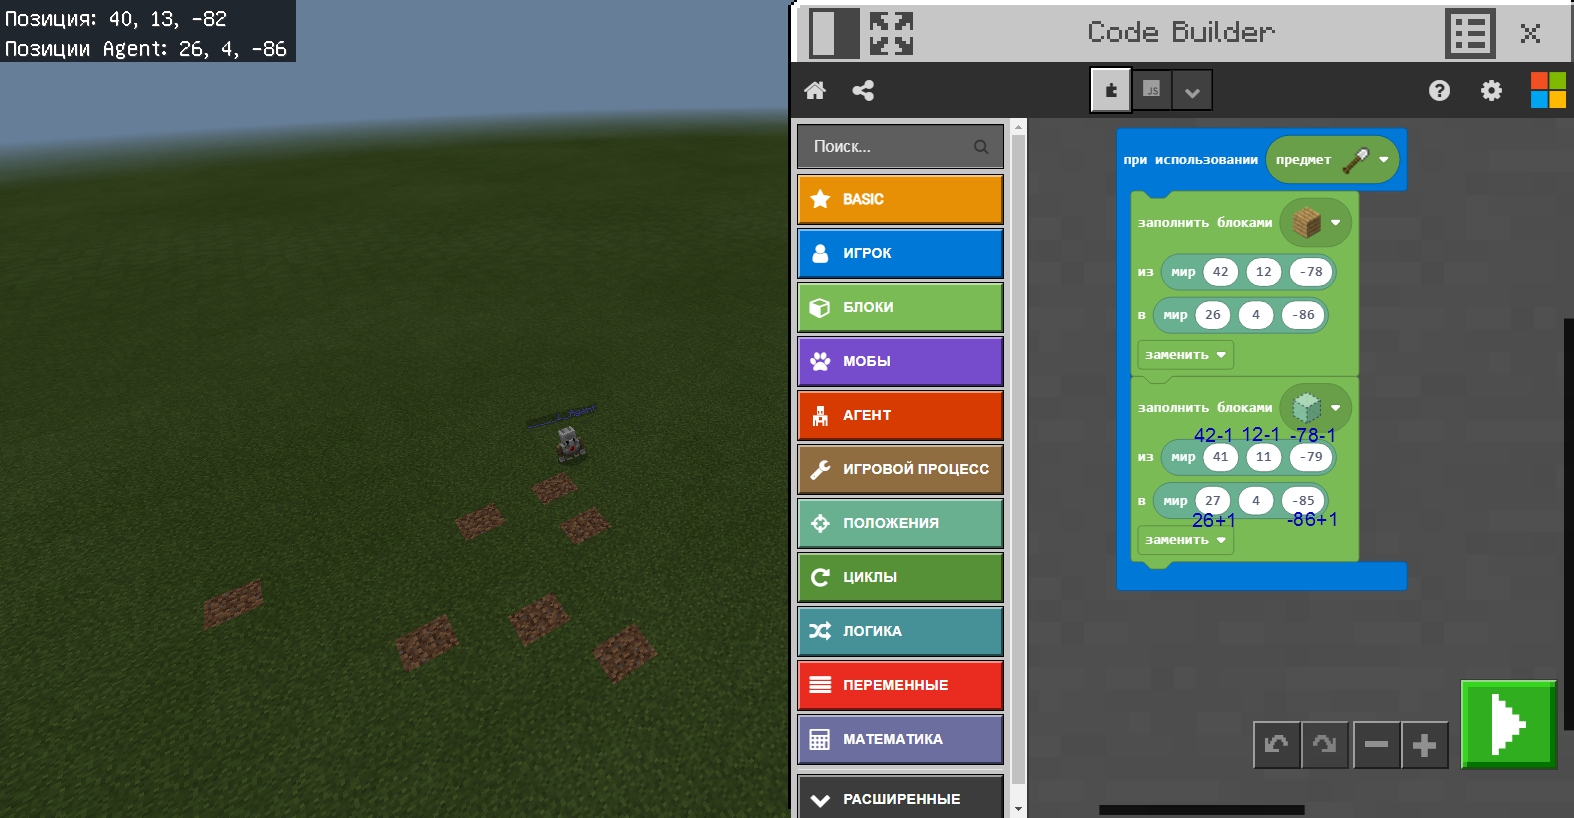 Позиция: 40, 13, -82
Позиции Agent: 26, 4, -86
Code Builder
JS
Поиск...
BASIC
ИГРОК
БЛОКИ
МОБЫ
АГЕНТ
ИГРОВОЙ ПРОЦЕСС
ПОЛОЖЕНИЯ
ЦИКЛЫ
ЛОГИКА
ПЕРЕМЕННЫЕ
МАТЕМАТИКА
РАСШИРЕННЫЕ
при использовании предмет
заполнить блоками
из мир 42 12 -78
в мир 26 4 -86
заменить
заполнить блоками
42-1 12-1 -78-1
из мир 41 11 -79
в мир 27 4 -85
26+1 -86+1
заменить